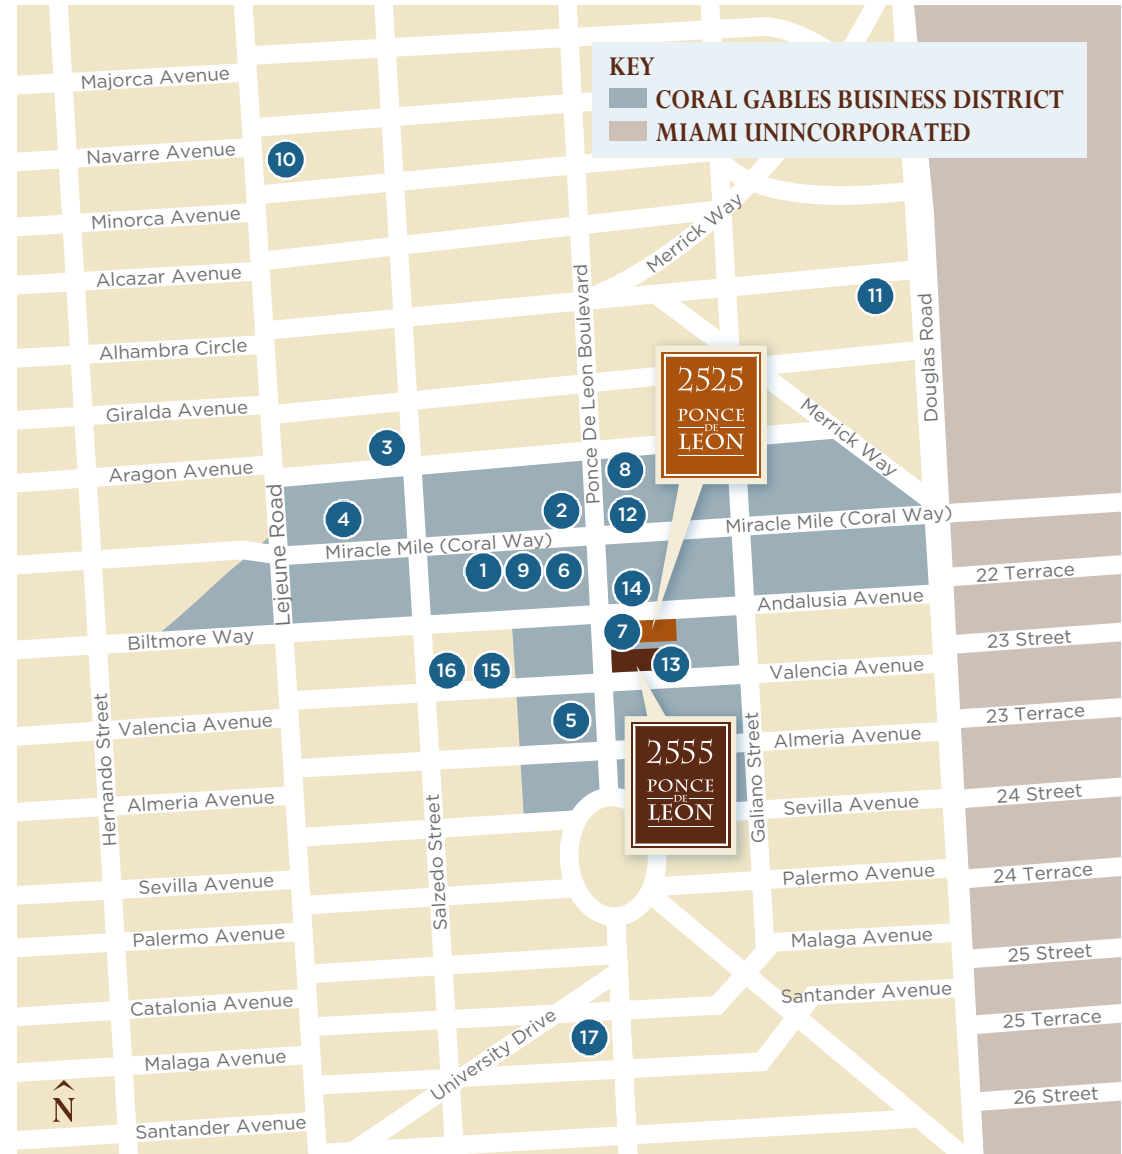 KEY
CORAL GABLES BUSINESS DISTRICT
MIAMI UNINCORPORATED
Majorca Avenue
Navarre Avenue
10
Minorca Avenue
Merrick Way
Alcazar Avenue
11
Ponce De Leon Boulevard
Douglas Road
Alhambra Circle
2525
PONCE
DE
LEON
Giralda Avenue
Merrick Way
3
Aragon Avenue
8
4
2
12
Miracle Mile (Coral Way)
Miracle Mile (Coral Way)
Lejeune Road
1
9
6
14
22 Terrace
Andalusia Avenue
Biltmore Way
7
23 Street
16
15
13
Valencia Avenue
Hernando Street
Valencia Avenue
5
23 Terrace
Almeria Avenue
2555
PONCE
DE
LEON
Galiano Street
Almeria Avenue
24 Street
Sevilla Avenue
Salzedo Street
Sevilla Avenue
Palermo Avenue
24 Terrace
Palermo Avenue
Malaga Avenue
25 Street
Catalonia Avenue
Santander Avenue
25 Terrace
University Drive
17
Malaga Avenue
N
26 Street
Santander Avenue